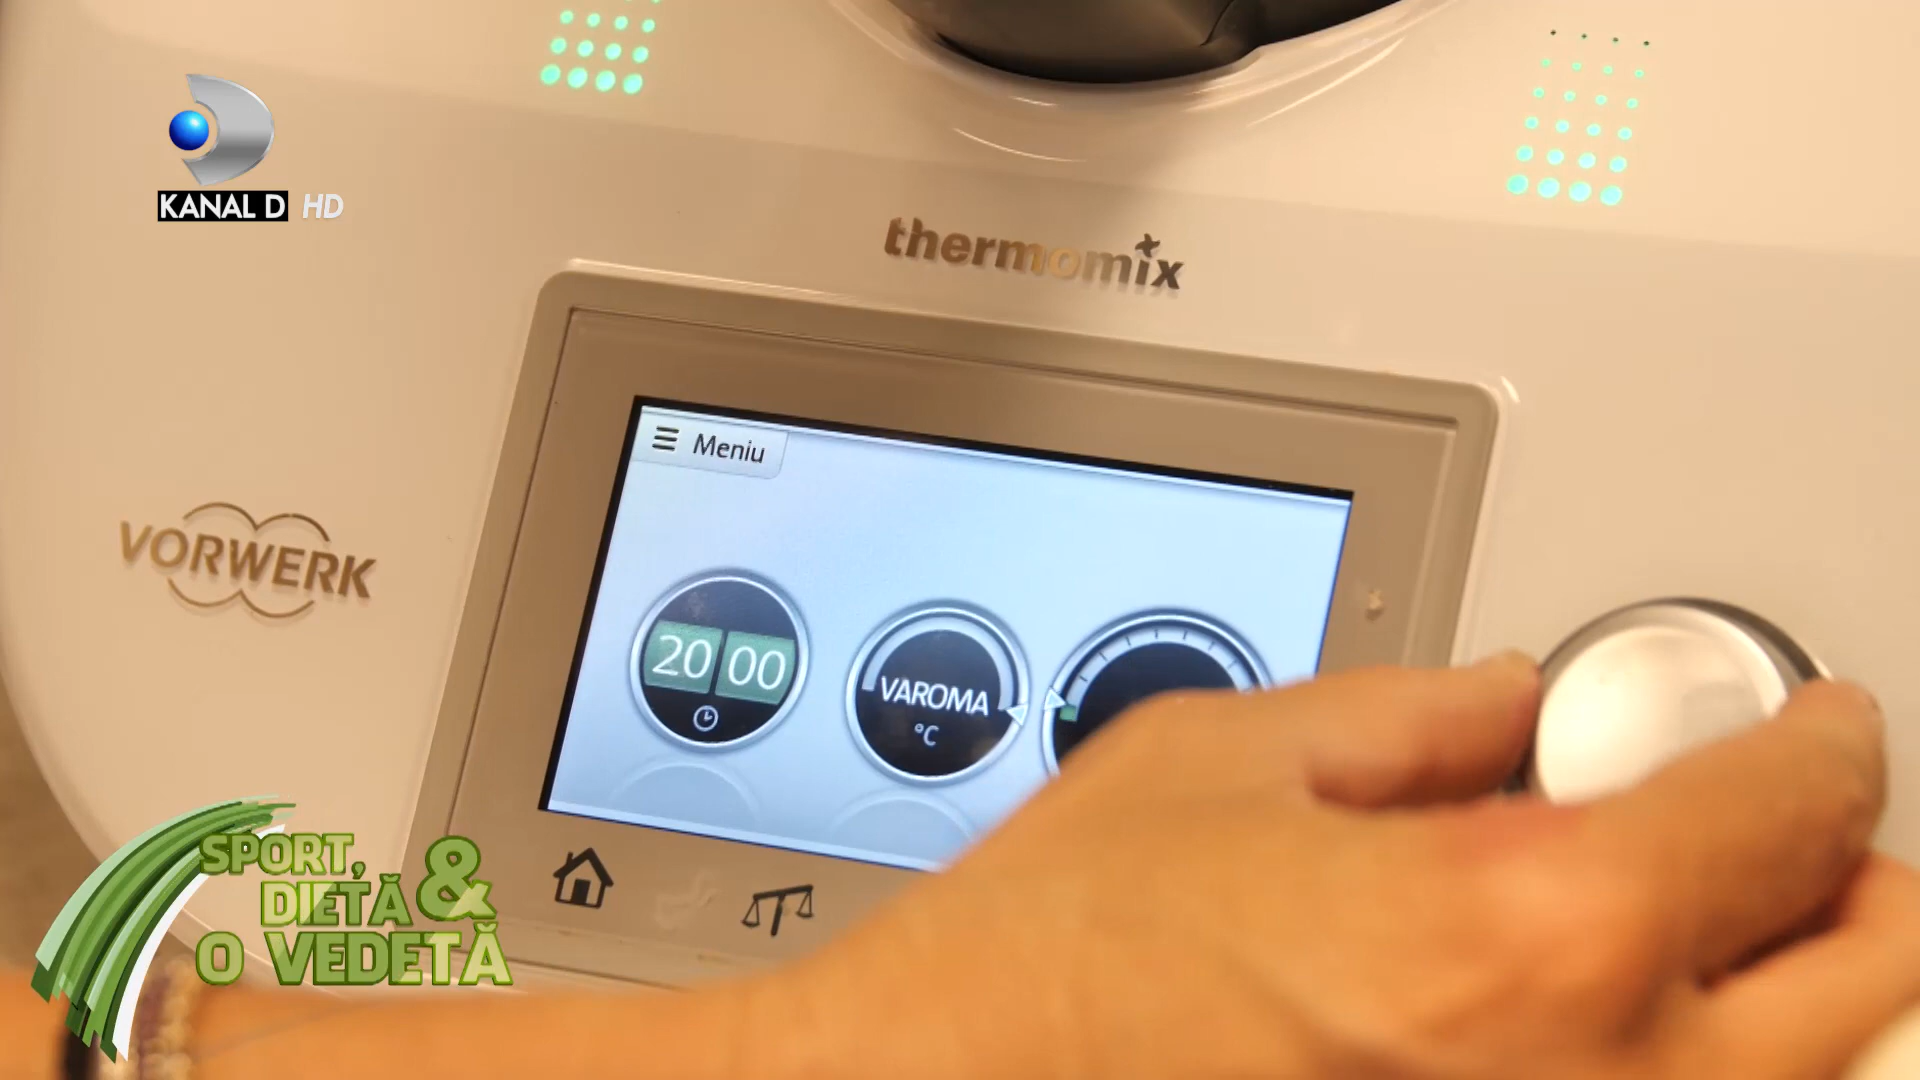 KANAL D HD
thermomix
Meniu
VORWERK
20 00
VAROMA
°C
SPORT,
DIETĂ &
O VEDETĂ